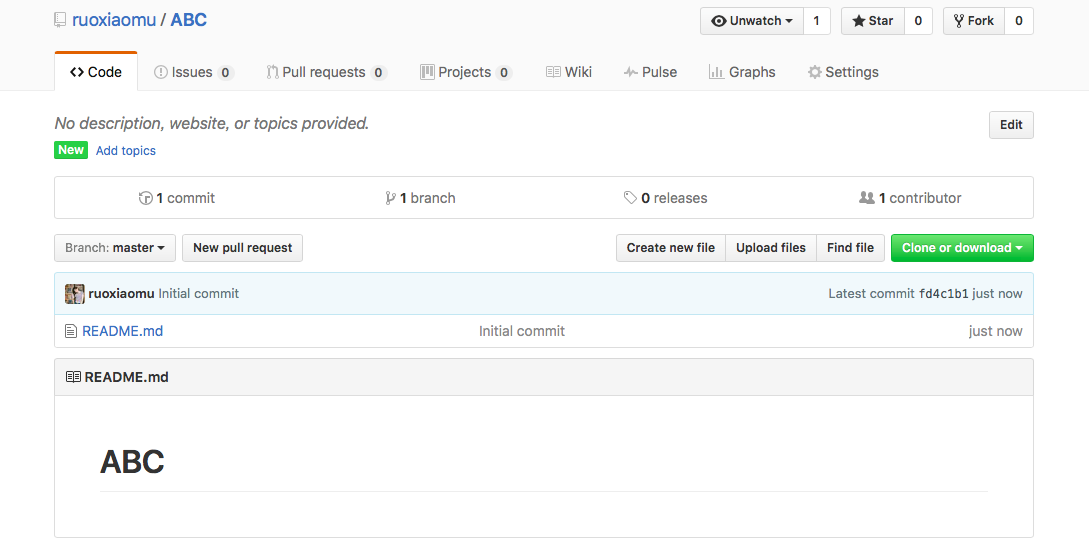 ruoxiaomu / ABC
Unwatch 1 Star 0 Fork 0
Code Issues 0 Pull requests 0 Projects 0 Wiki Pulse Graphs Settings
No description, website, or topics provided.
Edit
New Add topics
1 commit 1 branch 0 releases 1 contributor
Branch: master New pull request Create new file Upload files Find file Clone or download
ruoxiaomu Initial commit Latest commit fd4c1b1 just now
README.md Initial commit just now
README.md
ABC